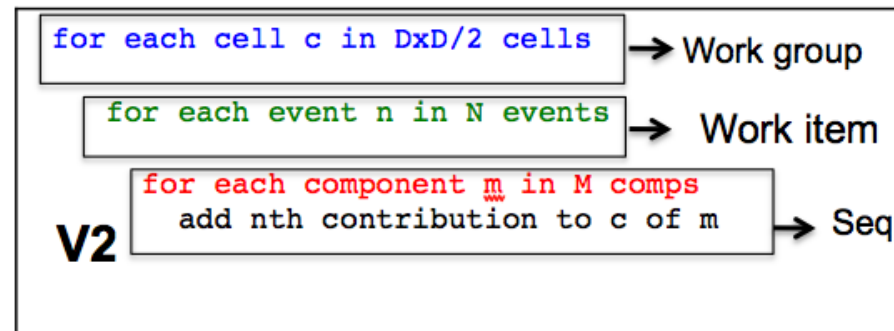 for each cell c in DxD/2 cells
Work group
for each event n in N events
Work item
for each component m in M comps
add nth contribution to c of m
Seq
V2